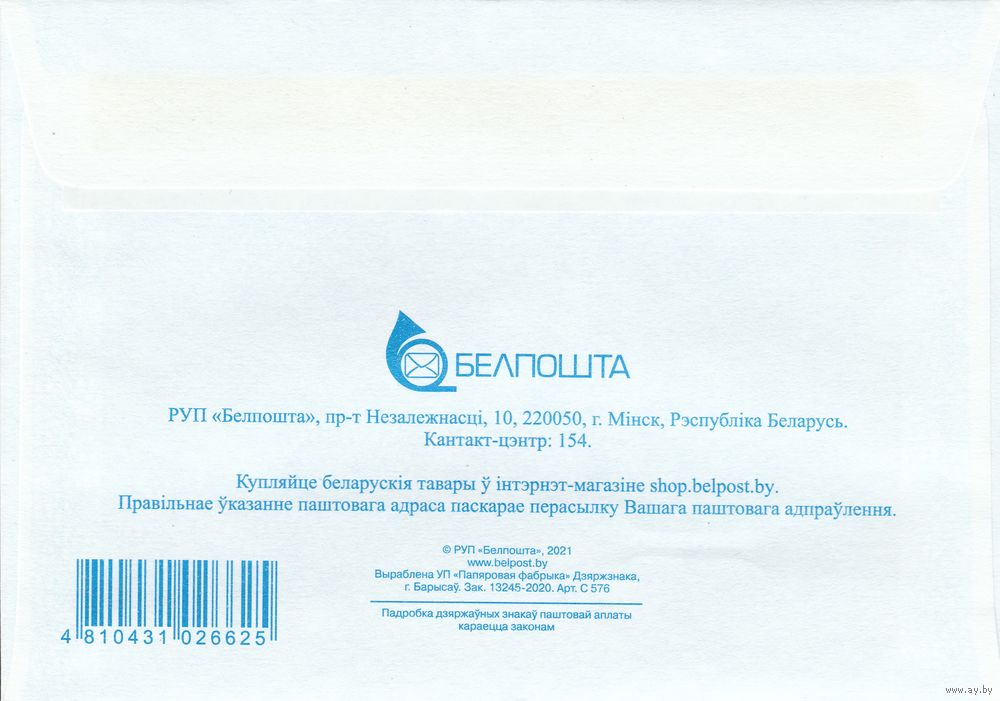 БЕЛПОШТА
РУП «Белпошта», пр-т Незалежнасці, 10, 220050, г. Мінск, Рэспубліка Беларусь.
Кантакт-цэнтр: 154.
Купляйце беларускія тавары ў інтэрнэт-магазіне shop.belpost.by.
Правільнае ўказанне паштовага адраса паскарае перасылку Вашага паштовага адпраўлення.
© РУП «Белпошта», 2021
www.belpost.by
Выраблена УП «Папяровая фабрыка» Дзяржзнака,
г. Барысаў. Зак. 13245-2020. Арт. С 576
Падробка дзяржаўных знакаў паштовай аплаты
караецца законам
4 810431 026625
www.ay.by